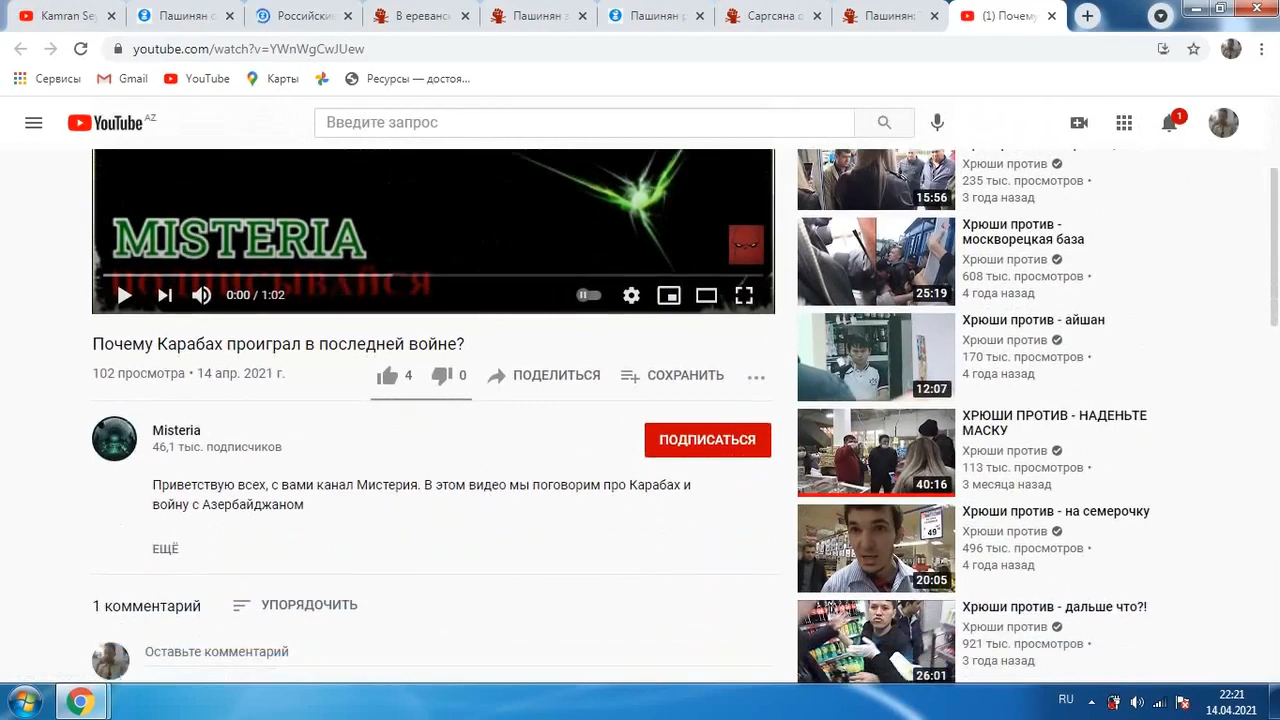 Kamran Se
Пашинян с
Российски
В ереванс
Пашинян з
Пашинян р
Саргсяна с
Пашинян:
(1) Почему
youtube.com/watch?v=YWnWgCwJUew
Сервисы
Gmail
YouTube
Карты
Ресурсы — достоя...
YouTube AZ
Введите запрос
1
MISTERIA
0:00 / 1:02
Почему Карабах проиграл в последней войне?
102 просмотра • 14 апр. 2021 г.
4
0
ПОДЕЛИТЬСЯ
СОХРАНИТЬ
Misteria
46,1 тыс. подписчиков
ПОДПИСАТЬСЯ
Приветствую всех, с вами канал Мистерия. В этом видео мы поговорим про Карабах и
войну с Азербайджаном
ЕЩЁ
1 комментарий
УПОРЯДОЧИТЬ
Оставьте комментарий
15:56
Хрюши против
235 тыс. просмотров •
3 года назад
25:19
Хрюши против -
москворецкая база
Хрюши против
608 тыс. просмотров •
4 года назад
12:07
Хрюши против - айшан
Хрюши против
170 тыс. просмотров •
4 года назад
40:16
ХРЮШИ ПРОТИВ - НАДЕНЬТЕ
МАСКУ
Хрюши против
113 тыс. просмотров •
3 месяца назад
49
20:05
Хрюши против - на семерочку
Хрюши против
496 тыс. просмотров •
4 года назад
26:01
Хрюши против - дальше что?!
Хрюши против
921 тыс. просмотров •
3 года назад
RU
22:21
14.04.2021